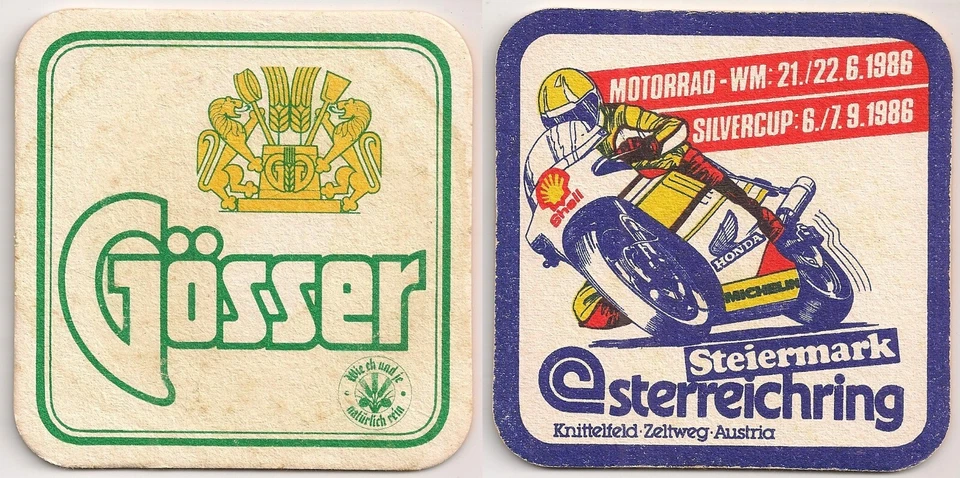 GG
Gösser
Wie eh und je
natürlich rein
MOTORRAD - WM: 21./22.6.1986
SILVERCUP: 6./7.9.1986
Shell
HONDA
MICHELIN
Steiermark
Österreichring
Knittelfeld · Zeltweg · Austria